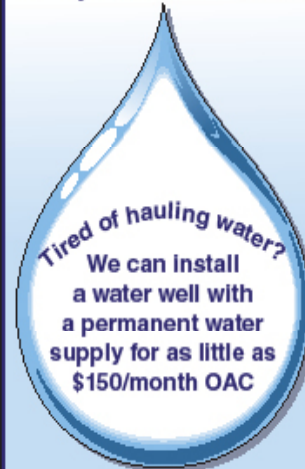 Tired of hauling water?
We can install
a water well with
a permanent water
supply for as little as
$150/month OAC